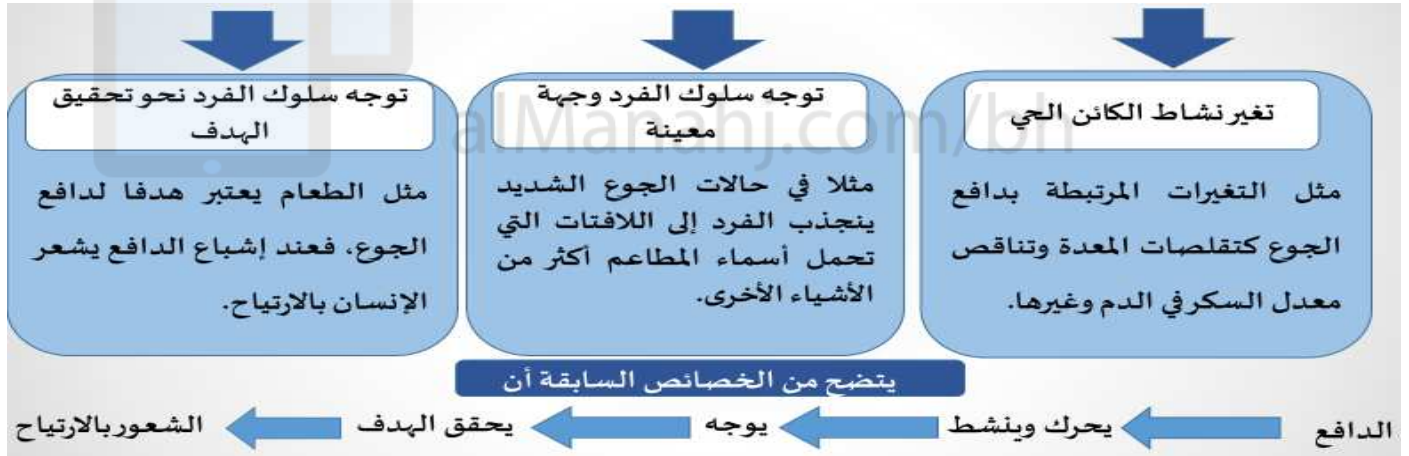 تغير نشاط الكائن الحي
مثل التغيرات المرتبطة بدافع
الجوع كتقلصات المعدة وتناقص
معدل السكر في الدم وغيرها.
توجه سلوك الفرد وجهة
معينة
مثلا في حالات الجوع الشديد
ينجذب الفرد إلى اللافتات التي
تحمل أسماء المطاعم أكثر من
الأشياء الأخرى.
توجه سلوك الفرد نحو تحقيق
الهدف
مثل الطعام يعتبر هدفا لدافع
الجوع، فعند إشباع الدافع يشعر
الإنسان بالارتياح.
alManahj.com/bh
يتضح من الخصائص السابقة أن
الدافع يحرك وينشط يوجه يحقق الهدف الشعور بالارتياح